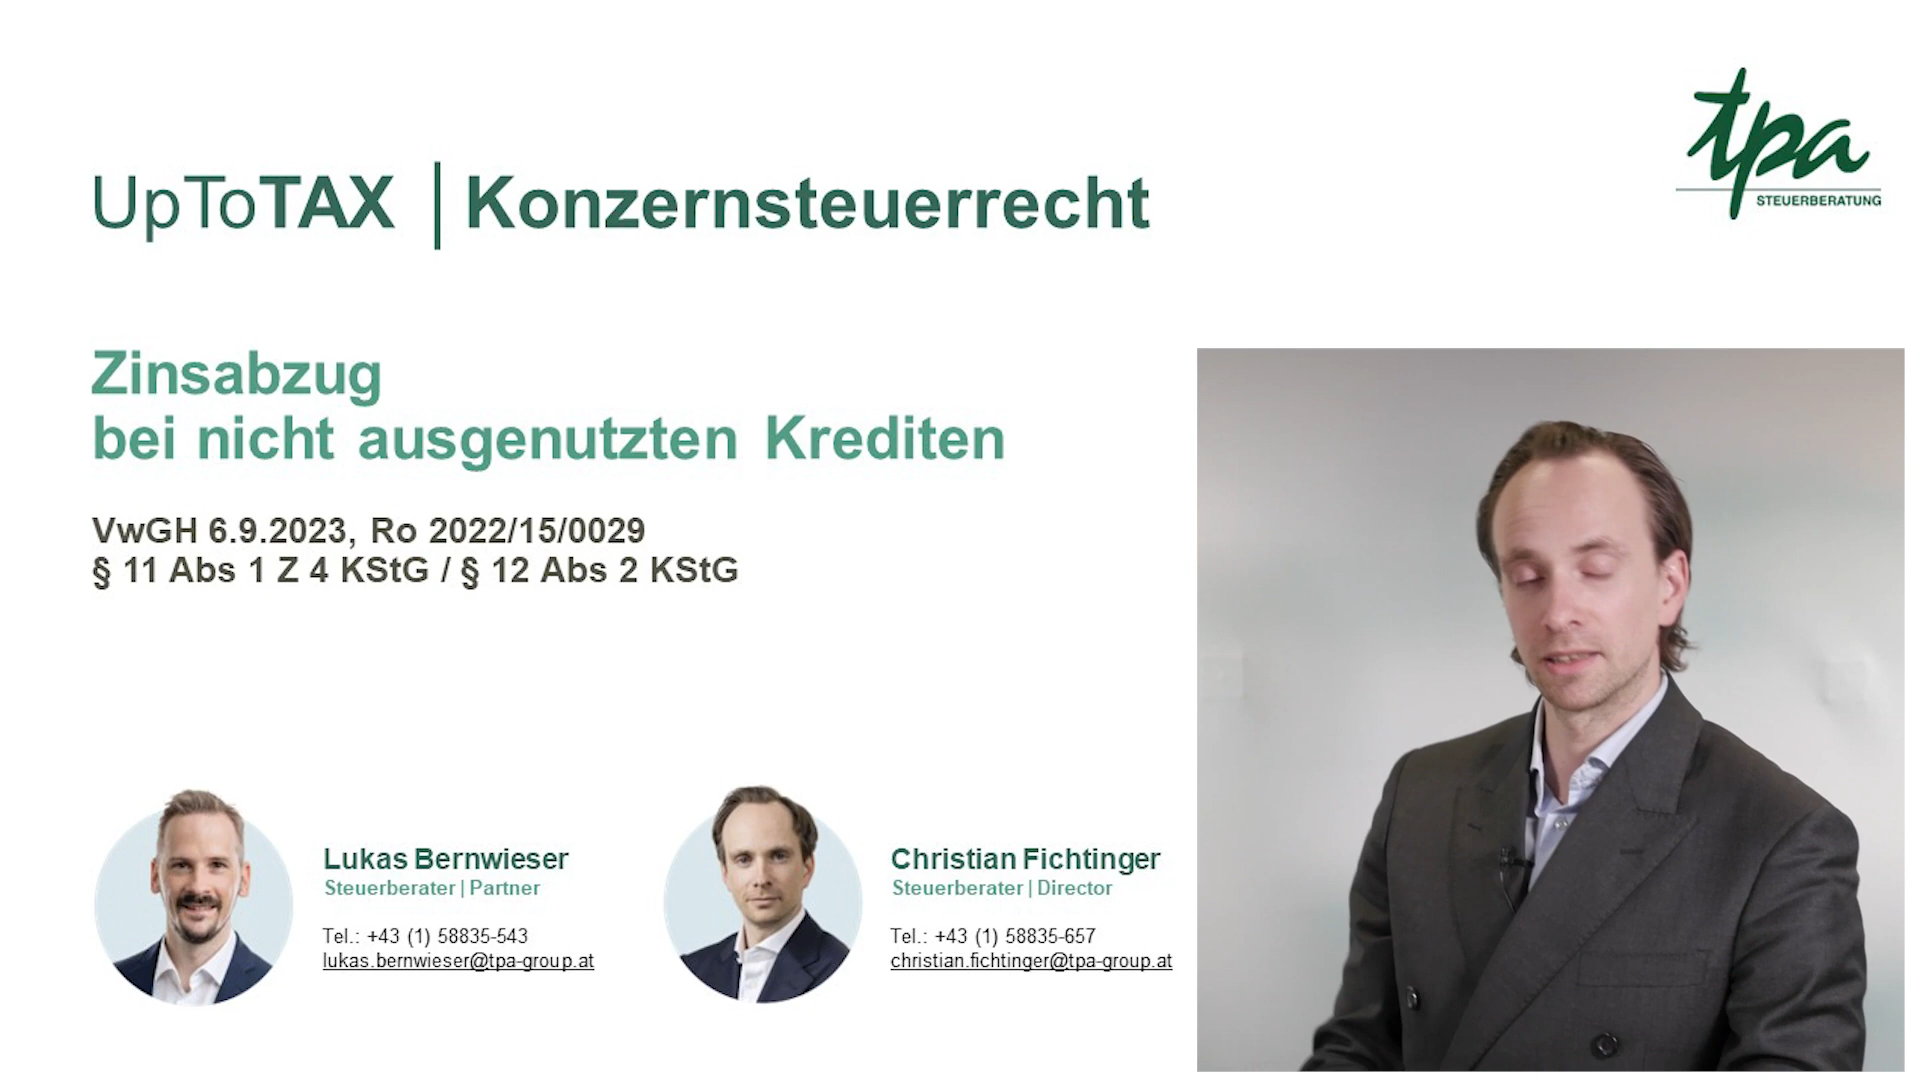 tpa
STEUERBERATUNG
UpToTAX | Konzernsteuerrecht
Zinsabzug
bei nicht ausgenutzten Krediten
VwGH 6.9.2023, Ro 2022/15/0029
§ 11 Abs 1 Z 4 KStG / § 12 Abs 2 KStG
Lukas Bernwieser
Steuerberater | Partner
Tel.: +43 (1) 58835-543
lukas.bernwieser@tpa-group.at
Christian Fichtinger
Steuerberater | Director
Tel.: +43 (1) 58835-657
christian.fichtinger@tpa-group.at